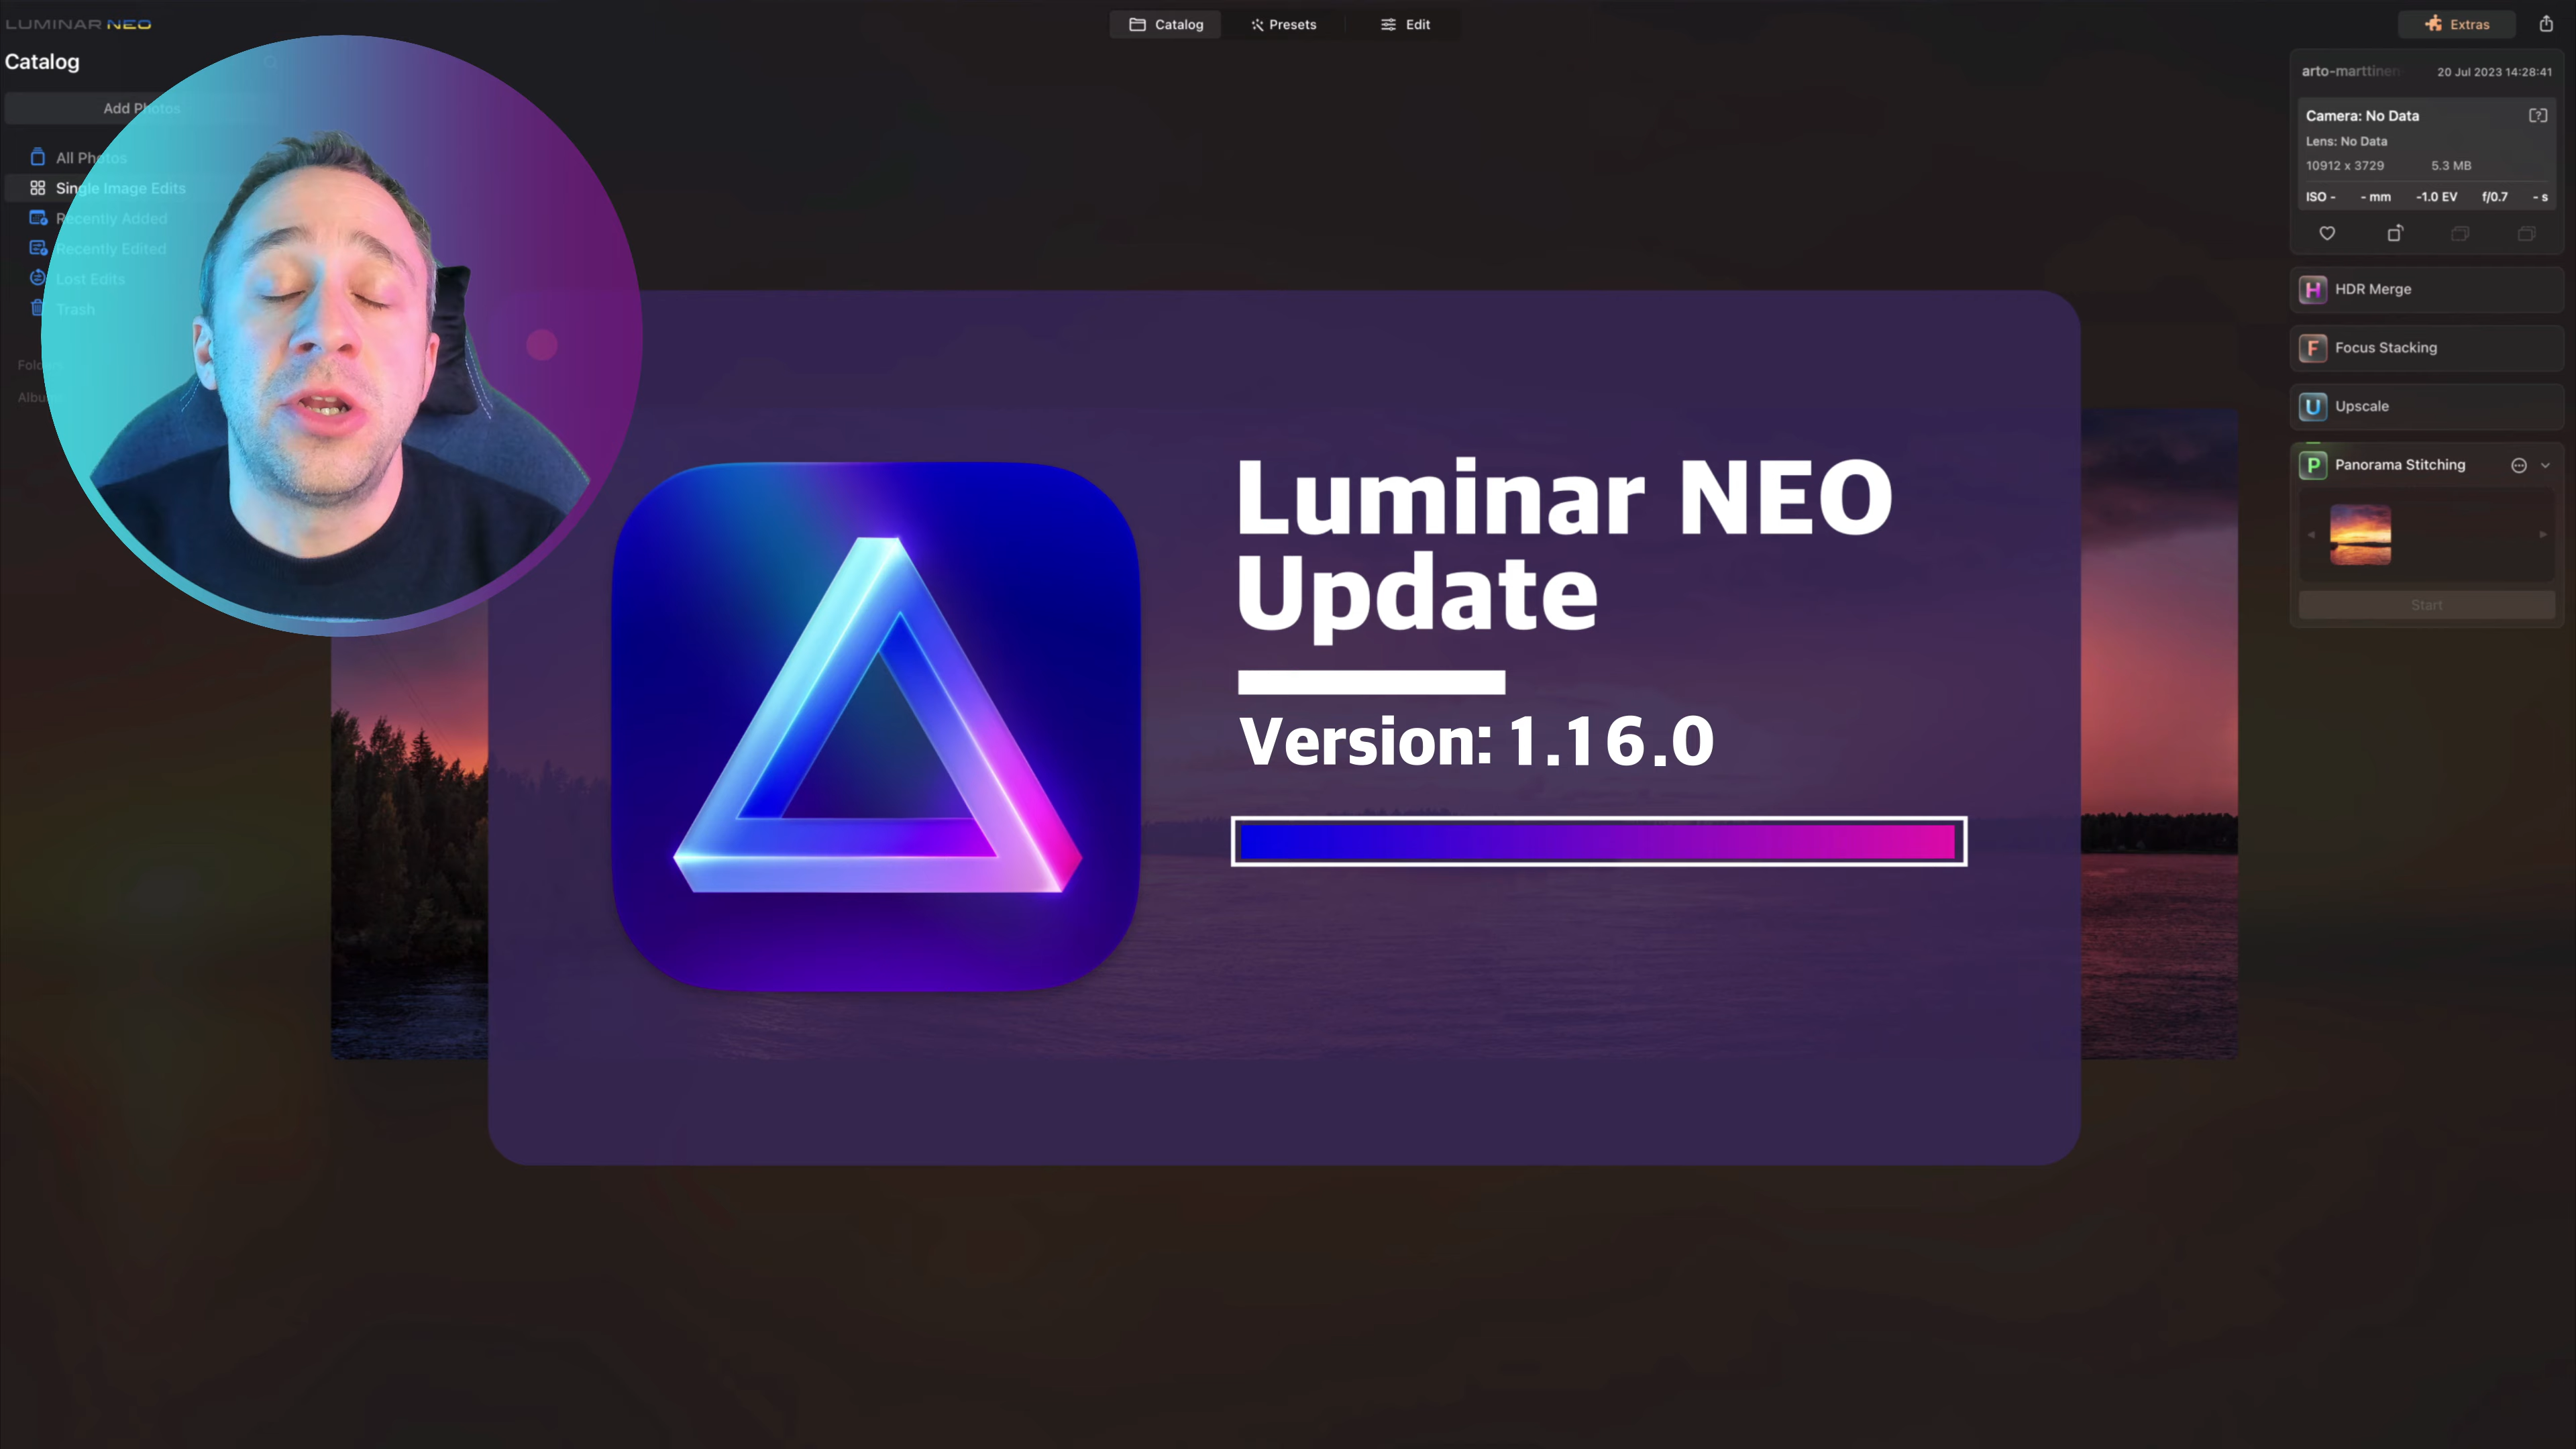 LUMINAR NEO
Catalog
Presets
Edit
Extras
Catalog
Add Photos
All Photos
Single Image Edits
Recently Added
Recently Edited
Lost Edits
Trash
20 Jul 2023 14:28:41
Camera: No Data
Lens: No Data
10912 x 3729 5.3 MB
ISO - - mm -1.0 EV f/0.7 - s
H HDR Merge
F Focus Stacking
U Upscale
P Panorama Stitching
Start
Luminar NEO
Update
Version: 1.16.0